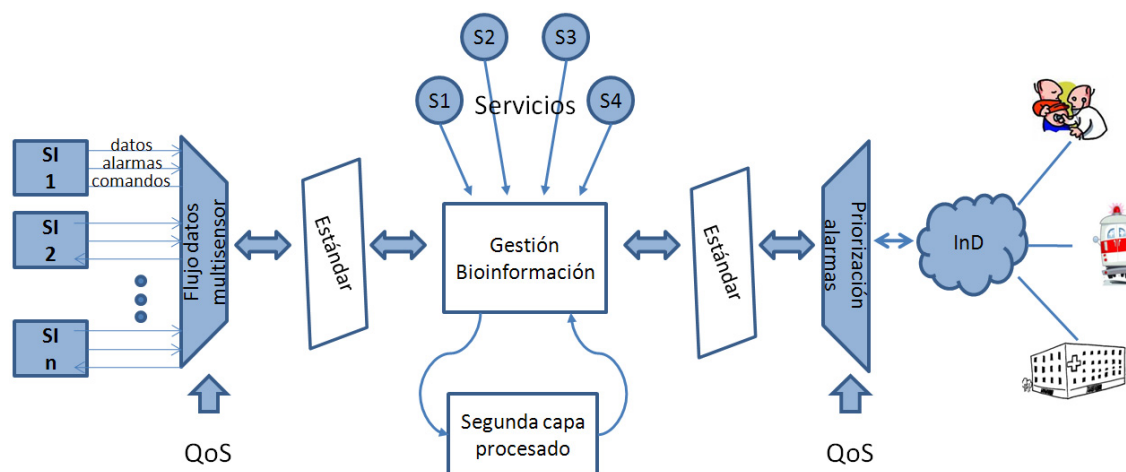 S2
S3
S1
Servicios
S4
SI
1
datos
alarmas
comandos
SI
2
SI
n
Flujo datos
multisensor
QoS
Estándar
Gestión
Bioinformación
Segunda capa
procesado
Estándar
Priorización
alarmas
QoS
InD